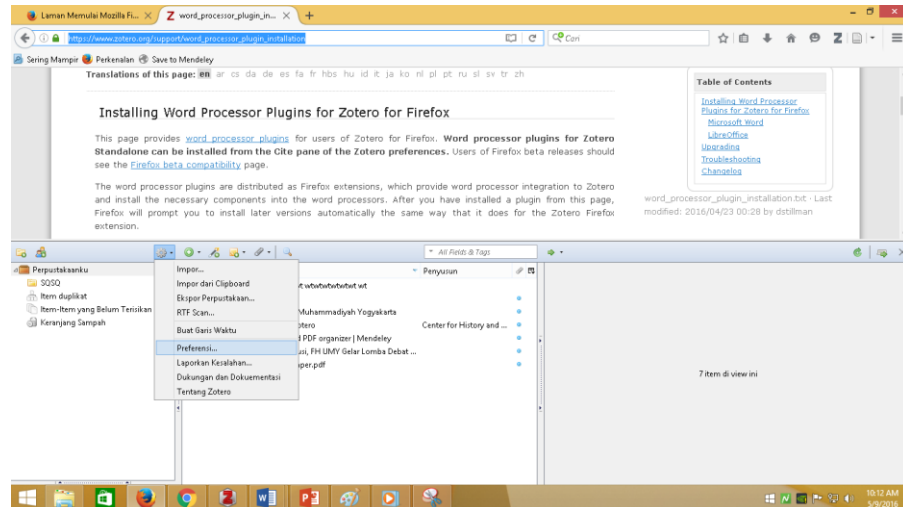 Laman Memulai Mozilla Fi...
word_processor_plugin_in...
https://www.zotero.org/support/word_processor_plugin_installation
Cari
Sering Mampir Perkenalan Save to Mendeley
Translations of this page: en ar cs da de es fa fr hbs hu id it ja ko nl pl pt ru sl sv tr zh
Table of Contents
Installing Word Processor
Plugins for Zotero for Firefox
Microsoft Word
LibreOffice
Upgrading
Troubleshooting
Changelog
Installing Word Processor Plugins for Zotero for Firefox
This page provides word processor plugins for users of Zotero for Firefox. Word processor plugins for Zotero
Standalone can be installed from the Cite pane of the Zotero preferences. Users of Firefox beta releases should
see the Firefox beta compatibility page.
The word processor plugins are distributed as Firefox extensions, which provide word processor integration to Zotero
and install the necessary components into the word processors. After you have installed a plugin from this page,
Firefox will prompt you to install later versions automatically the same way that it does for the Zotero Firefox
extension.
word_processor_plugin_installation.txt · Last
modified: 2016/04/23 00:28 by dstillman
All Fields & Tags
Perpustakaanku
SQSQ
Item duplikat
Item-Item yang Belum Terisikan
Keranjang Sampah
Impor...
Impor dari Clipboard
Ekspor Perpustakaan...
RTF Scan...
Buat Garis Waktu
Preferensi...
Laporkan Kesalahan...
Dukungan dan Dokuementasi
Tentang Zotero
Penyusun
Muhammadiyah Yogyakarta
Center for History and ...
PDF organizer | Mendeley
FH UMY Gelar Lomba Debat ...
7 item di view ini
10:12 AM
5/9/2016